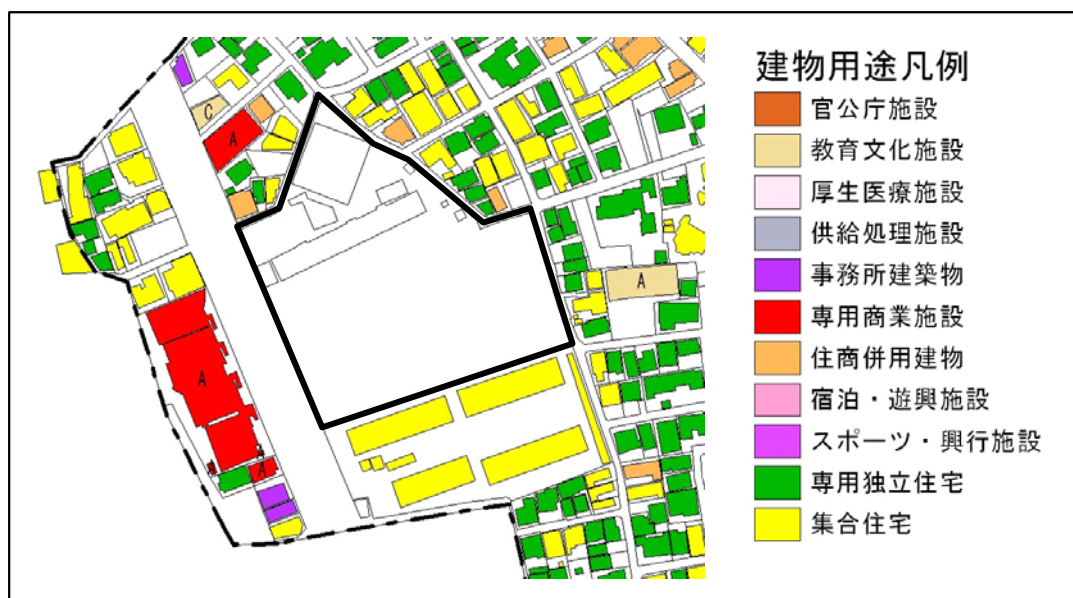 建物用途凡例
官公庁施設
教育文化施設
厚生医療施設
供給処理施設
事務所建築物
専用商業施設
住商併用建物
宿泊・遊興施設
スポーツ・興行施設
専用独立住宅
集合住宅
C
A
A
A
A